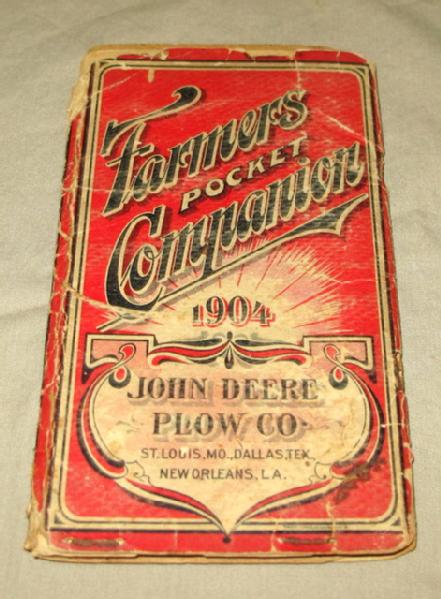 Farmers
POCKET
Companion
1904
JOHN DEERE
PLOW CO.
ST. LOUIS, MO., DALLAS, TEX.,
NEW ORLEANS, LA.